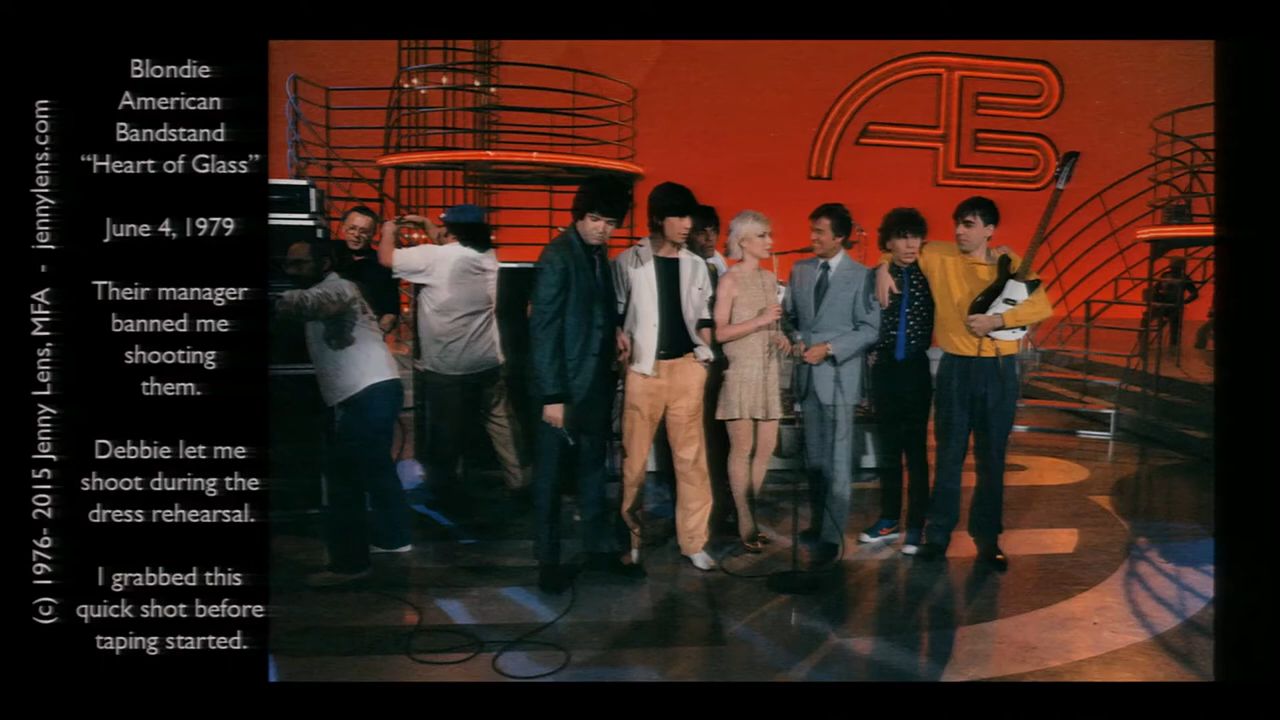 (c) 1976- 2015 Jenny Lens, MFA - jennylens.com
Blondie
American
Bandstand
“Heart of Glass”
June 4, 1979
Their manager
banned me
shooting
them.
Debbie let me
shoot during the
dress rehearsal.
I grabbed this
quick shot before
taping started.
AB